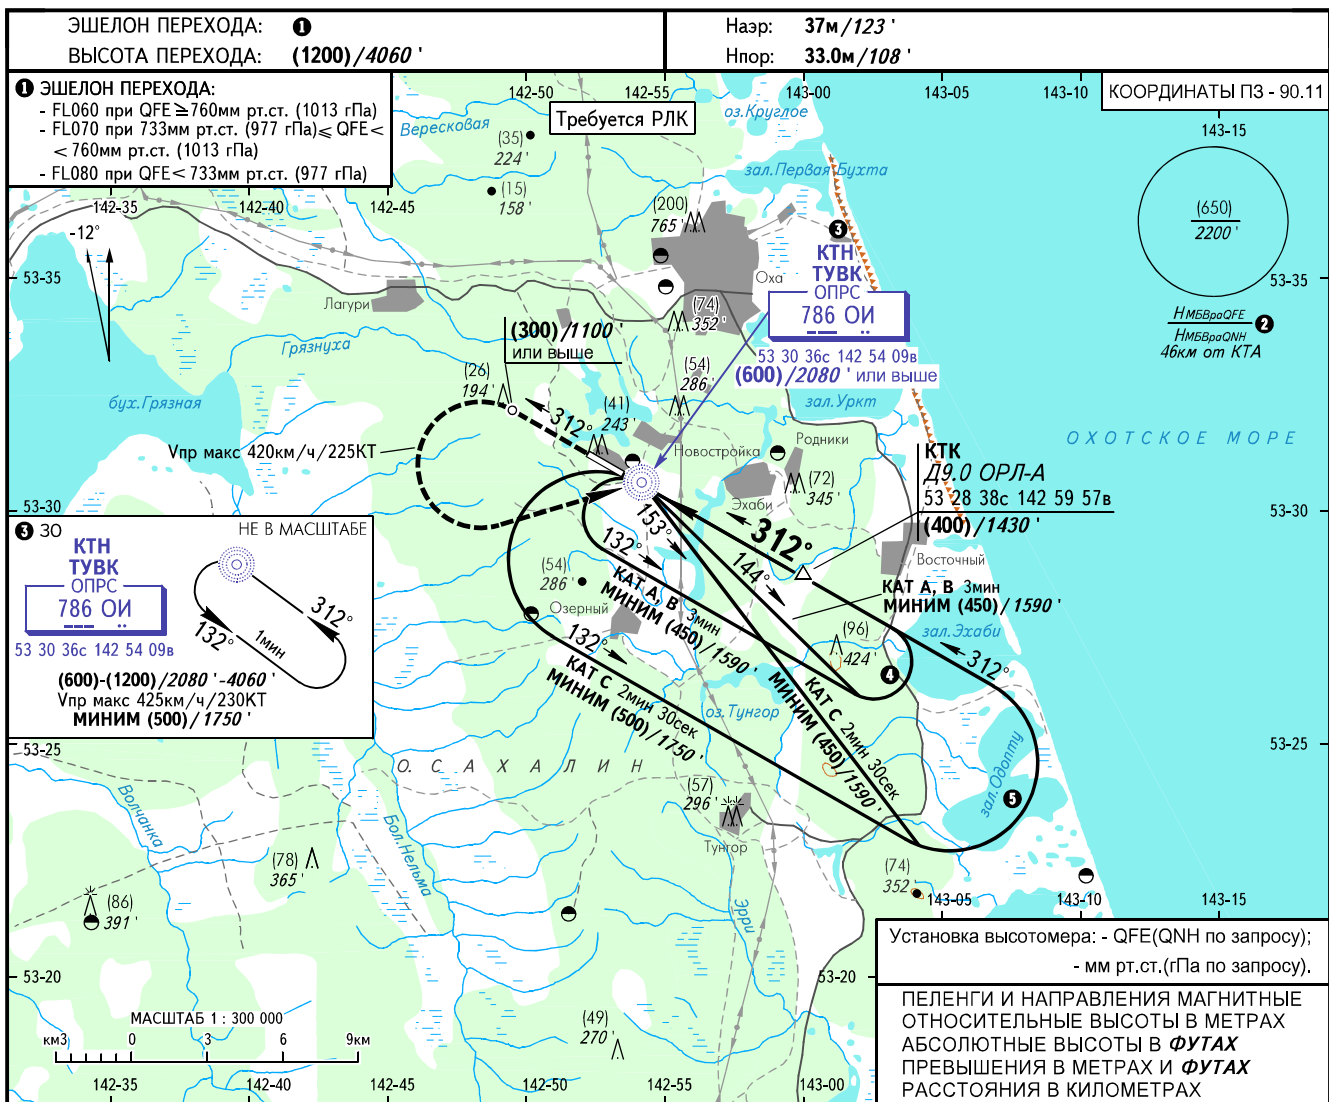 ЭШЕЛОН ПЕРЕХОДА: ❶
ВЫСОТА ПЕРЕХОДА: (1200)/4060 '
Наэр: 37м/123 '
Hпор: 33.0м/108 '
❶ ЭШЕЛОН ПЕРЕХОДА:
- FL060 при QFE ≥760мм рт.ст. (1013 гПа)
- FL070 при 733мм рт.ст. (977 гПа)⩽ QFE<
<760мм рт.ст. (1013 гПа)
- FL080 при QFE<733мм рт.ст. (977 гПа)
142-50
142-55
143-00
143-05
143-10
КООРДИНАТЫ ПЗ - 90.11
143-15
Требуется РЛК
Вересковая
(35)
224 '
(15)
158 '
оз.Круглое
зал.Первая Бухта
(200)
765 '
142-35
142-40
142-45
-12°
53-35
53-35
(650)
2200 '
HМБВраQFE
HМБВраQNH
❷
46км от КТА
❸
КТН
ТУВК
ОПРС
786 ОИ
53 30 36с 142 54 09в
(600)/2080 ' или выше
Оха
Лагури
Грязнуха
(74)
352 '
(300)/1100 '
или выше
(54)
286 '
(26)
194 '
(41)
243 '
312°
бух.Грязная
зал.Уркт
ОХОТСКОЕ МОРЕ
Vпр макс 420км/ч/225КТ
Новостройка
Родники
(72)
345 '
Эхаби
КТК
Д9.0 ОРЛ-А
53 28 38с 142 59 57в
(400)/1430 '
53-30
53-30
Восточный
312°
153°
132°
144°
❸ ЗО
НЕ В МАСШТАБЕ
КТН
ТУВК
ОПРС
786 ОИ
53 30 36с 142 54 09в
132°
1мин
312°
(600)-(1200)/2080 '-4060 '
Vпр макс 425км/ч/230КТ
МИНИМ (500)/1750 '
(54)
286 '
Озерный
КАТ А, В 3мин
МИНИМ (450)/1590 '
КАТ А, В 3мин
МИНИМ (450)/1590 '
зал.Эхаби
(96)
424 '
❹
312°
132°
КАТ С 2мин 30сек
МИНИМ (500)/1750 '
КАТ С 2мин 30сек
МИНИМ (450)/1590 '
оз.Тунгор
зал.Одопту
❺
53-25
53-25
О. САХАЛИН
Волчанка
Бол.Нельма
Эрри
(57)
296 '
Тунгор
(78)
365 '
(86)
391 '
(74)
352 '
143-05
143-10
143-15
53-20
53-20
Установка высотомера: - QFE(QNH по запросу);
- мм рт.ст.(гПа по запросу).
ПЕЛЕНГИ И НАПРАВЛЕНИЯ МАГНИТНЫЕ
ОТНОСИТЕЛЬНЫЕ ВЫСОТЫ В МЕТРАХ
АБСОЛЮТНЫЕ ВЫСОТЫ В ФУТАХ
ПРЕВЫШЕНИЯ В МЕТРАХ И ФУТАХ
РАССТОЯНИЯ В КИЛОМЕТРАХ
МАСШТАБ 1 : 300 000
км3 0 3 6 9км
(49)
270 '
142-35
142-40
142-50
142-55
143-00